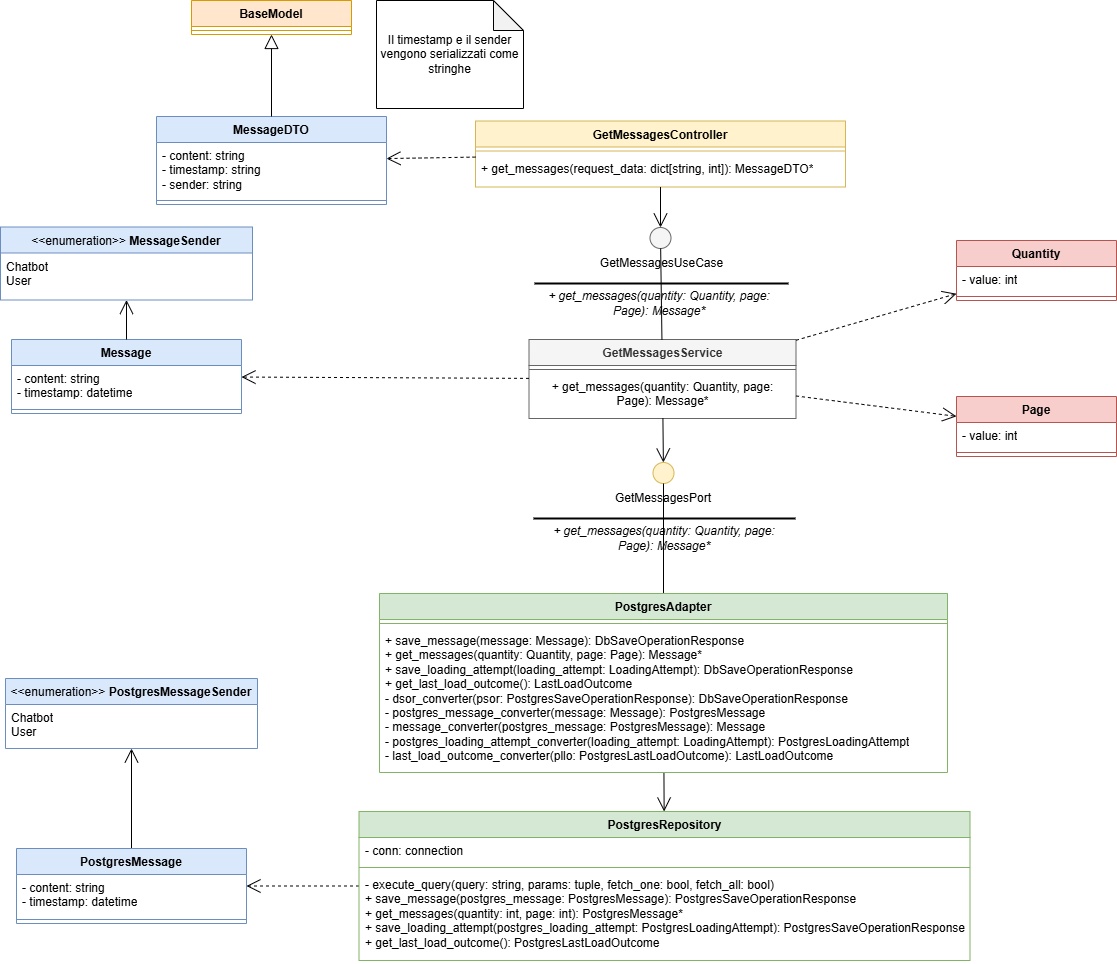 BaseModel
Il timestamp e il sender
vengono serializzati come
stringhe
MessageDTO
- content: string
- timestamp: string
- sender: string
GetMessagesController
+ get_messages(request_data: dict[string, int]): MessageDTO*
<<enumeration>> MessageSender
Chatbot
User
GetMessagesUseCase
+ get_messages(quantity: Quantity, page:
Page): Message*
Quantity
- value: int
Message
- content: string
- timestamp: datetime
GetMessagesService
+ get_messages(quantity: Quantity, page:
Page): Message*
Page
- value: int
GetMessagesPort
+ get_messages(quantity: Quantity, page:
Page): Message*
PostgresAdapter
+ save_message(message: Message): DbSaveOperationResponse
+ get_messages(quantity: Quantity, page: Page): Message*
+ save_loading_attempt(loading_attempt: LoadingAttempt): DbSaveOperationResponse
+ get_last_load_outcome(): LastLoadOutcome
- dsor_converter(psor: PostgresSaveOperationResponse): DbSaveOperationResponse
- postgres_message_converter(message: Message): PostgresMessage
- message_converter(postgres_message: PostgresMessage): Message
- postgres_loading_attempt_converter(loading_attempt: LoadingAttempt): PostgresLoadingAttempt
- last_load_outcome_converter(pllo: PostgresLastLoadOutcome): LastLoadOutcome
<<enumeration>> PostgresMessageSender
Chatbot
User
PostgresMessage
- content: string
- timestamp: datetime
PostgresRepository
- conn: connection
- execute_query(query: string, params: tuple, fetch_one: bool, fetch_all: bool)
+ save_message(postgres_message: PostgresMessage): PostgresSaveOperationResponse
+ get_messages(quantity: int, page: int): PostgresMessage*
+ save_loading_attempt(postgres_loading_attempt: PostgresLoadingAttempt): PostgresSaveOperationResponse
+ get_last_load_outcome(): PostgresLastLoadOutcome